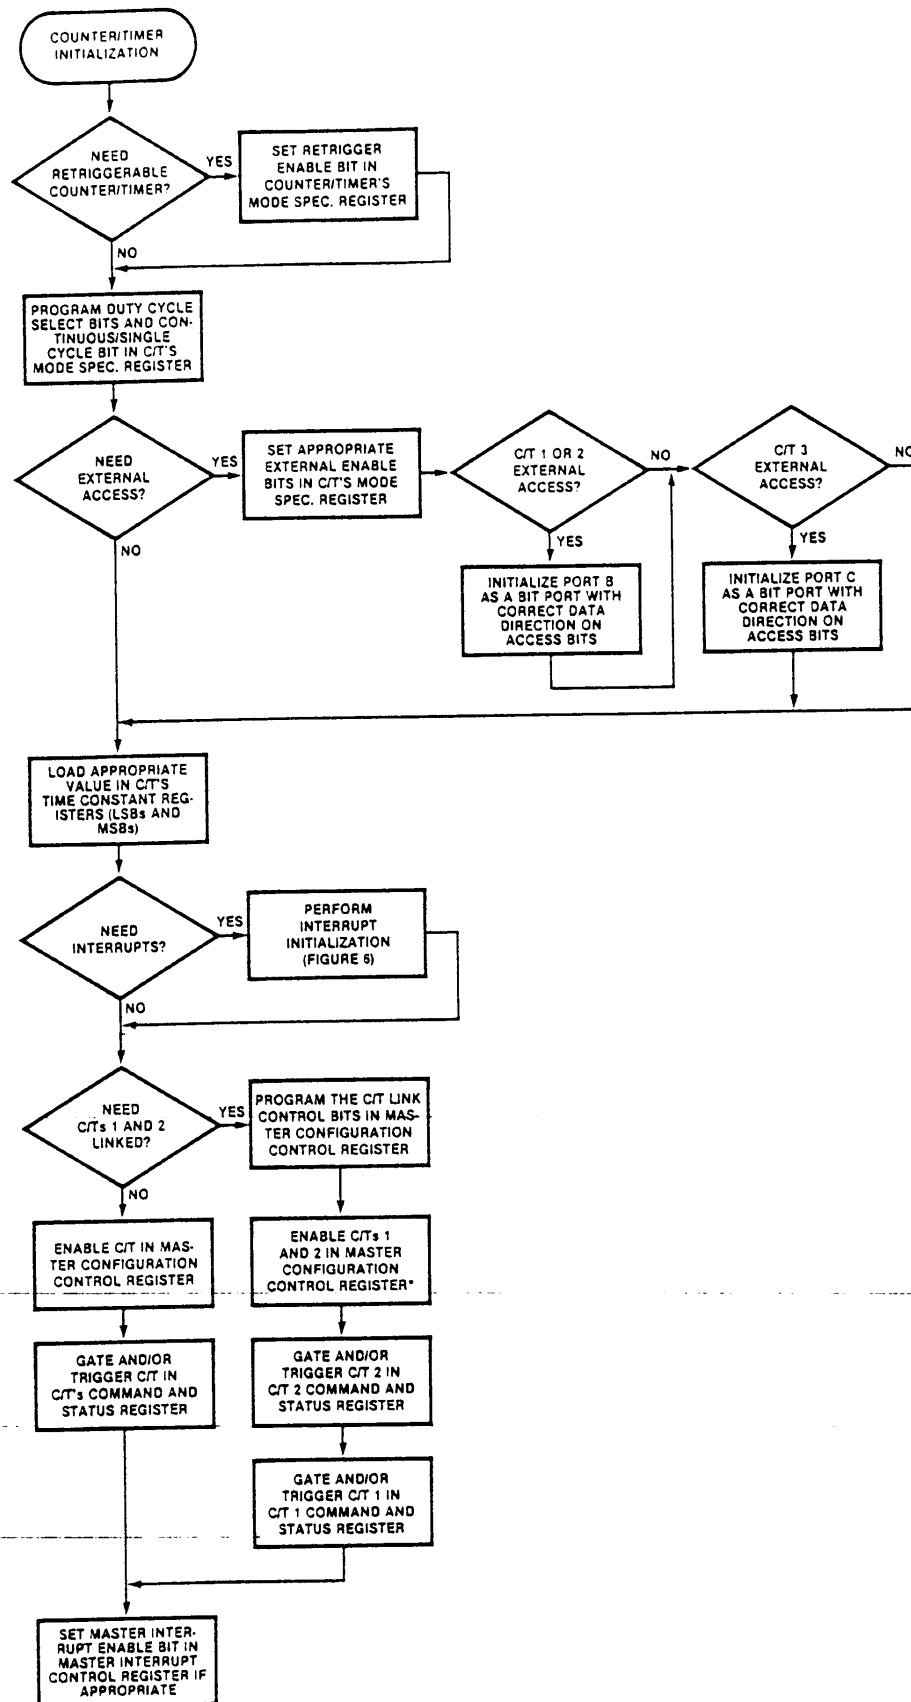 COUNTER/TIMER
INITIALIZATION
NEED
RETRIGGERABLE
COUNTER/TIMER?
YES
SET RETRIGGER
ENABLE BIT IN
COUNTER/TIMER'S
MODE SPEC. REGISTER
NO
PROGRAM DUTY CYCLE
SELECT BITS AND CON-
TINUOUS/SINGLE
CYCLE BIT IN C/T'S
MODE SPEC. REGISTER
NEED
EXTERNAL
ACCESS?
YES
SET APPROPRIATE
EXTERNAL ENABLE
BITS IN C/T'S MODE
SPEC. REGISTER
C/T 1 OR 2
EXTERNAL
ACCESS?
NO
C/T 3
EXTERNAL
ACCESS?
NO
NO
YES
INITIALIZE PORT B
AS A BIT PORT WITH
CORRECT DATA
DIRECTION ON
ACCESS BITS
YES
INITIALIZE PORT C
AS A BIT PORT WITH
CORRECT DATA
DIRECTION ON
ACCESS BITS
LOAD APPROPRIATE
VALUE IN C/T'S
TIME CONSTANT REG-
ISTERS (LSBs AND
MSBs)
NEED
INTERRUPTS?
YES
PERFORM
INTERRUPT
INITIALIZATION
(FIGURE 6)
NO
NEED
C/Ts 1 AND 2
LINKED?
YES
PROGRAM THE C/T LINK
CONTROL BITS IN MAS-
TER CONFIGURATION
CONTROL REGISTER
NO
ENABLE C/T IN MAS-
TER CONFIGURATION
CONTROL REGISTER
ENABLE C/Ts 1
AND 2 IN MASTER
CONFIGURATION
CONTROL REGISTER*
GATE AND/OR
TRIGGER C/T IN
C/T's COMMAND AND
STATUS REGISTER
GATE AND/OR
TRIGGER C/T 2 IN
C/T 2 COMMAND AND
STATUS REGISTER
GATE AND/OR
TRIGGER C/T 1 IN
C/T 1 COMMAND AND
STATUS REGISTER
SET MASTER INTER-
RUPT ENABLE BIT IN
MASTER INTERRUPT
CONTROL REGISTER IF
APPROPRIATE